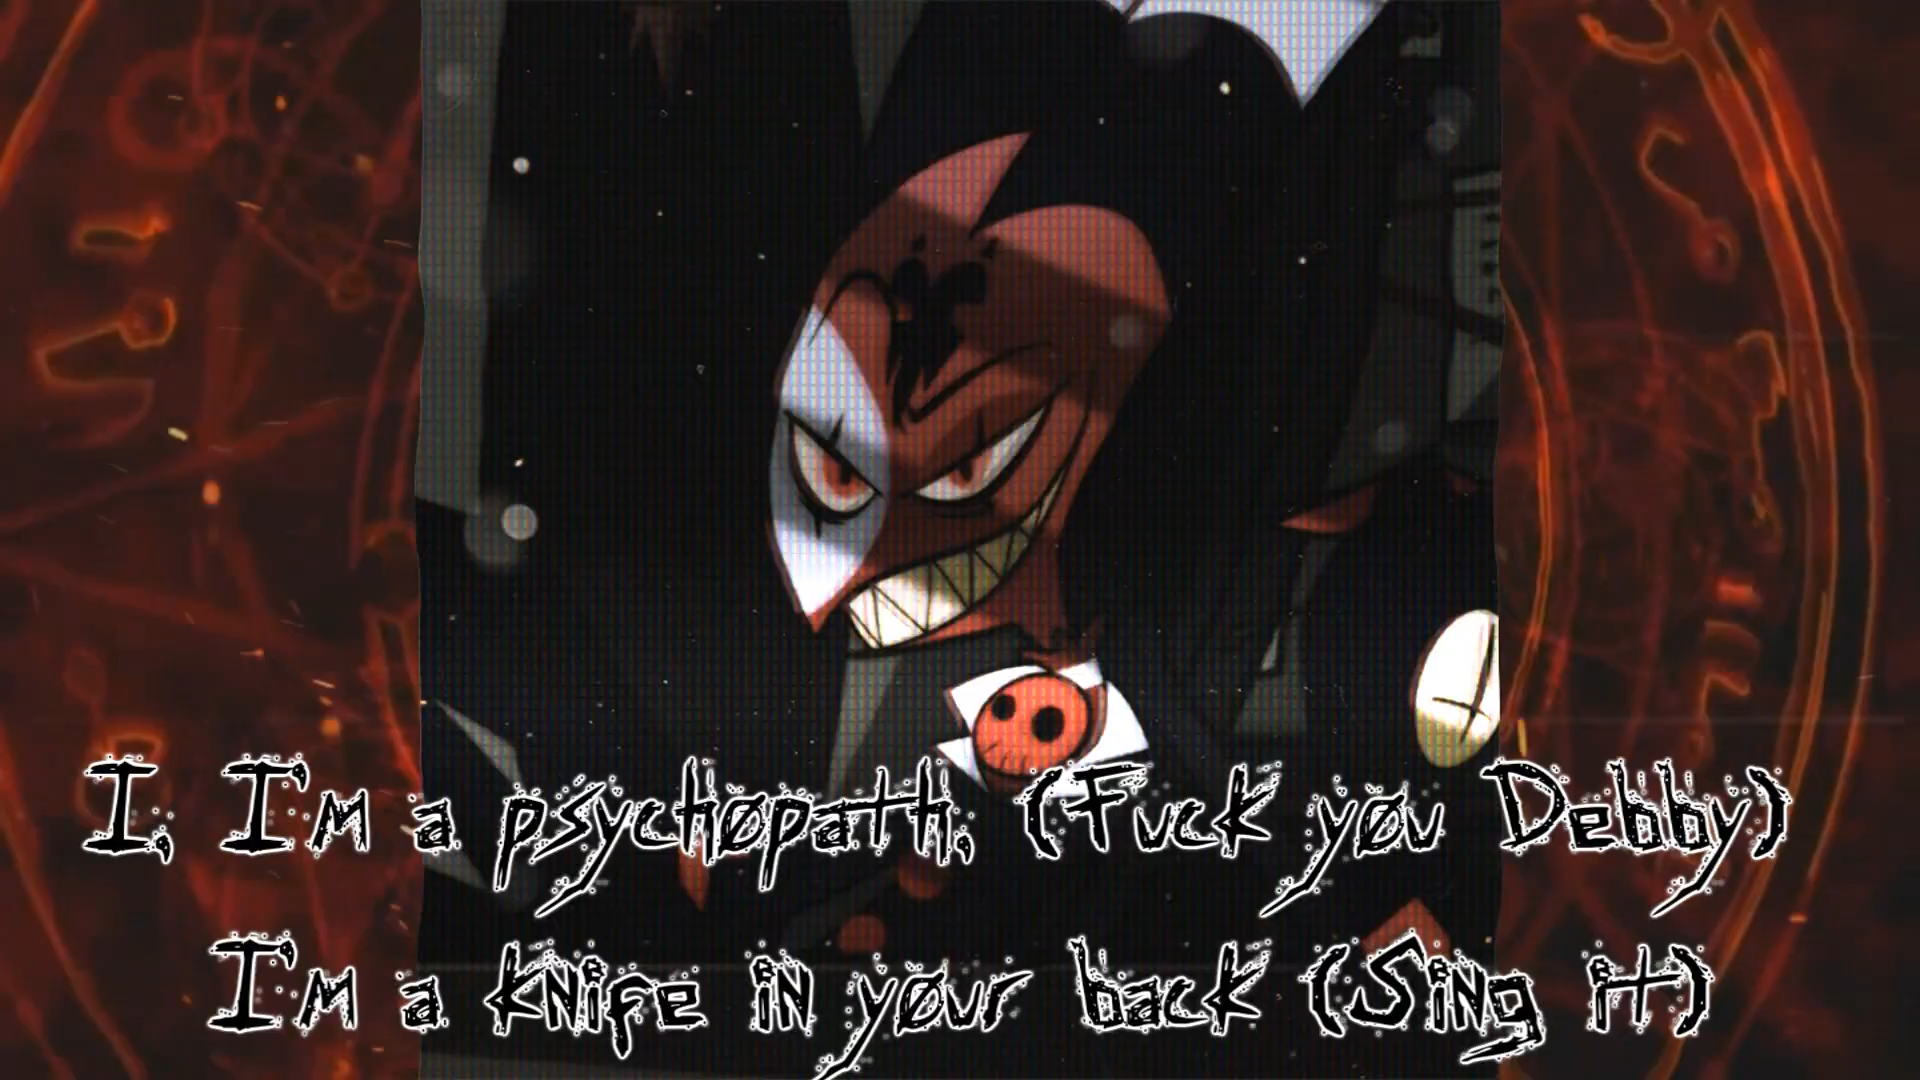 I, I'm a psychøpath, (Fuck yøu Debby)
I'm a knife in yøur back (Sing it)